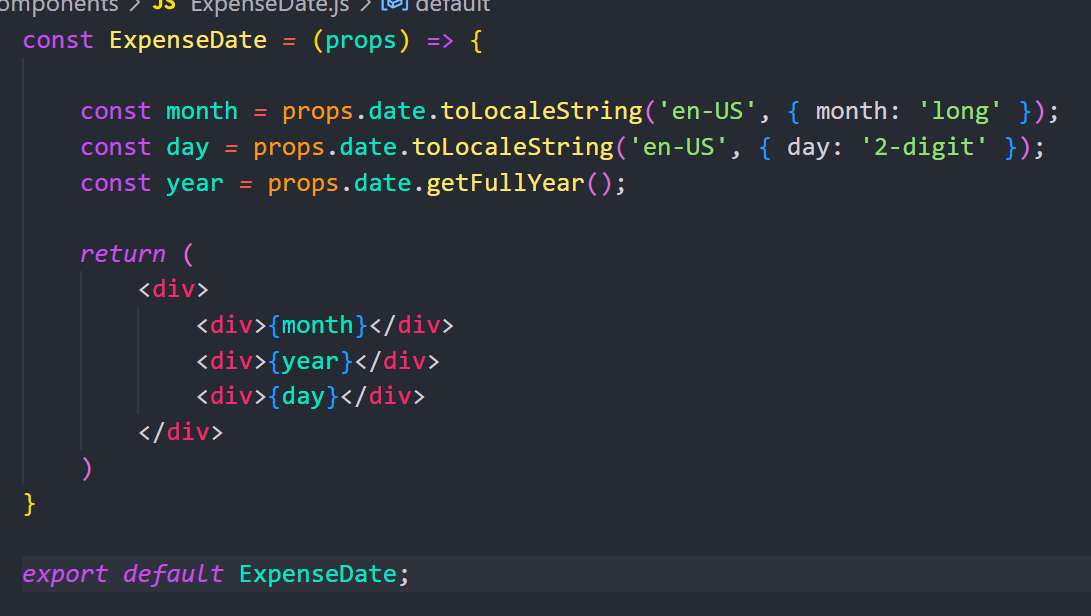 omponents > JS ExpenseDate.js > default
const ExpenseDate = (props) => {
const month = props.date.toLocaleString('en-US', { month: 'long' });
const day = props.date.toLocaleString('en-US', { day: '2-digit' });
const year = props.date.getFullYear();
return (
<div>
<div>{month}</div>
<div>{year}</div>
<div>{day}</div>
</div>
)
}
export default ExpenseDate;